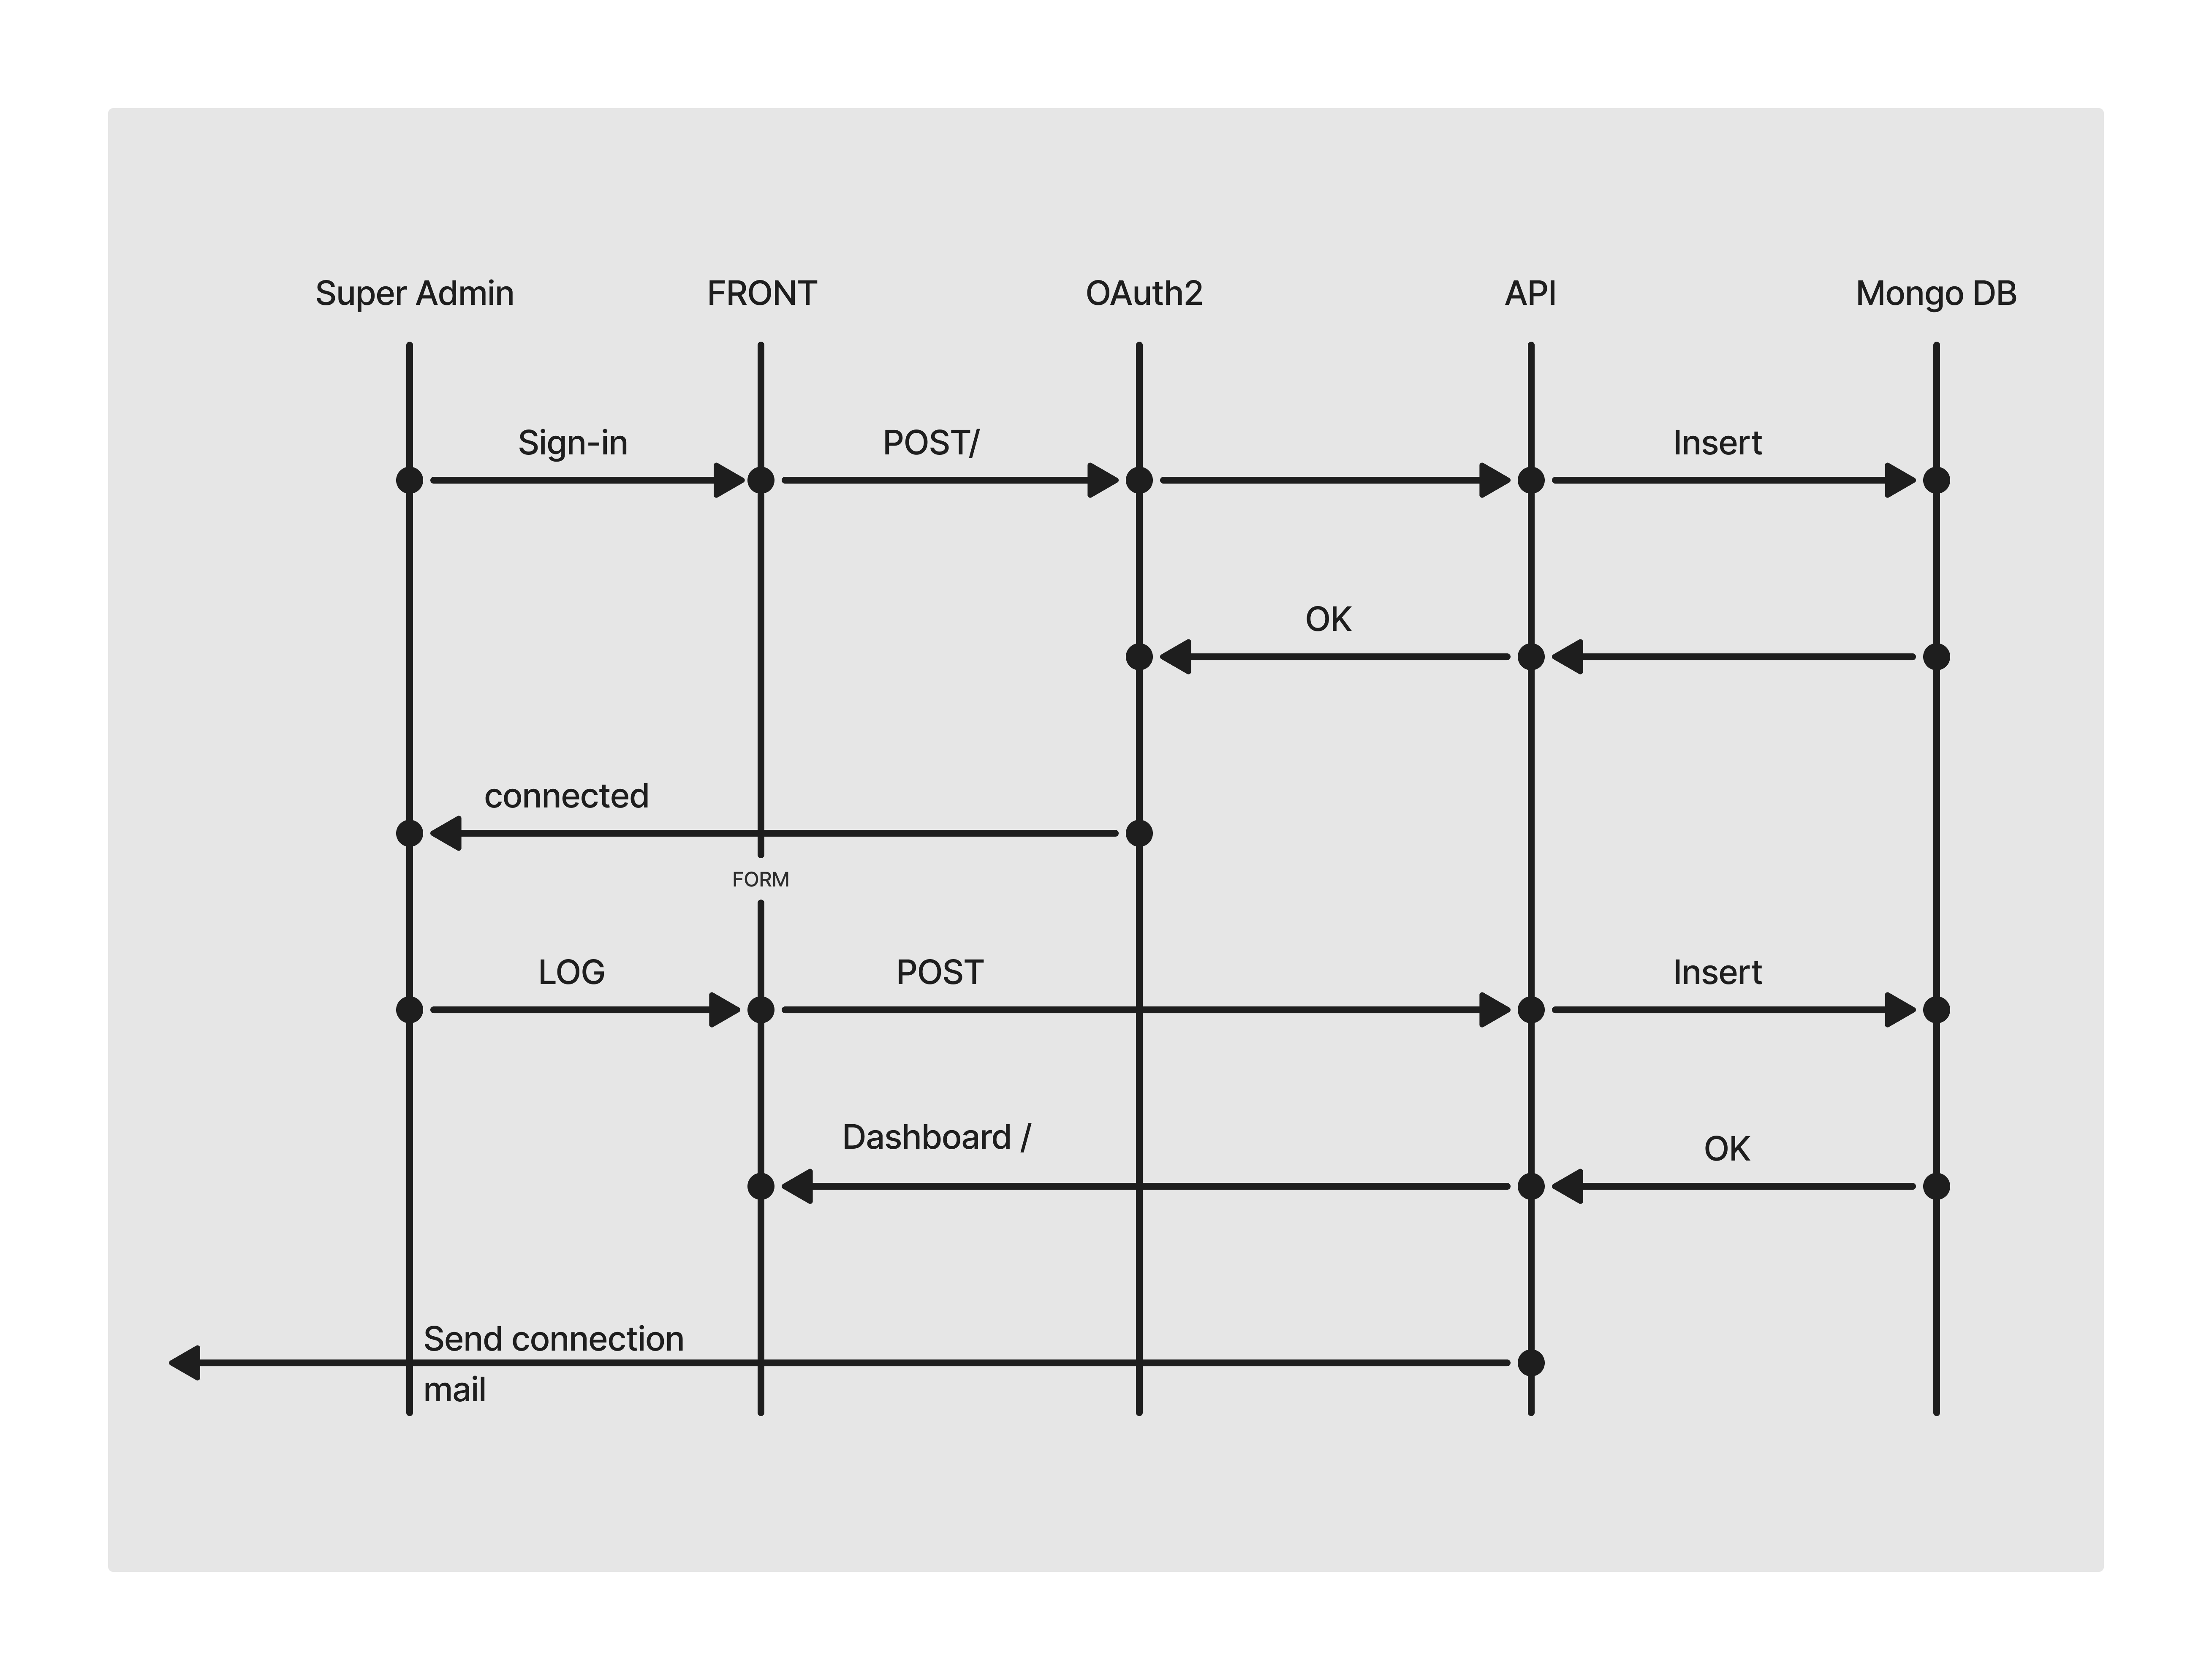 Super Admin
FRONT
OAuth2
API
Mongo DB
Sign-in
POST/
Insert
OK
connected
FORM
LOG
POST
Insert
Dashboard /
OK
Send connection
mail